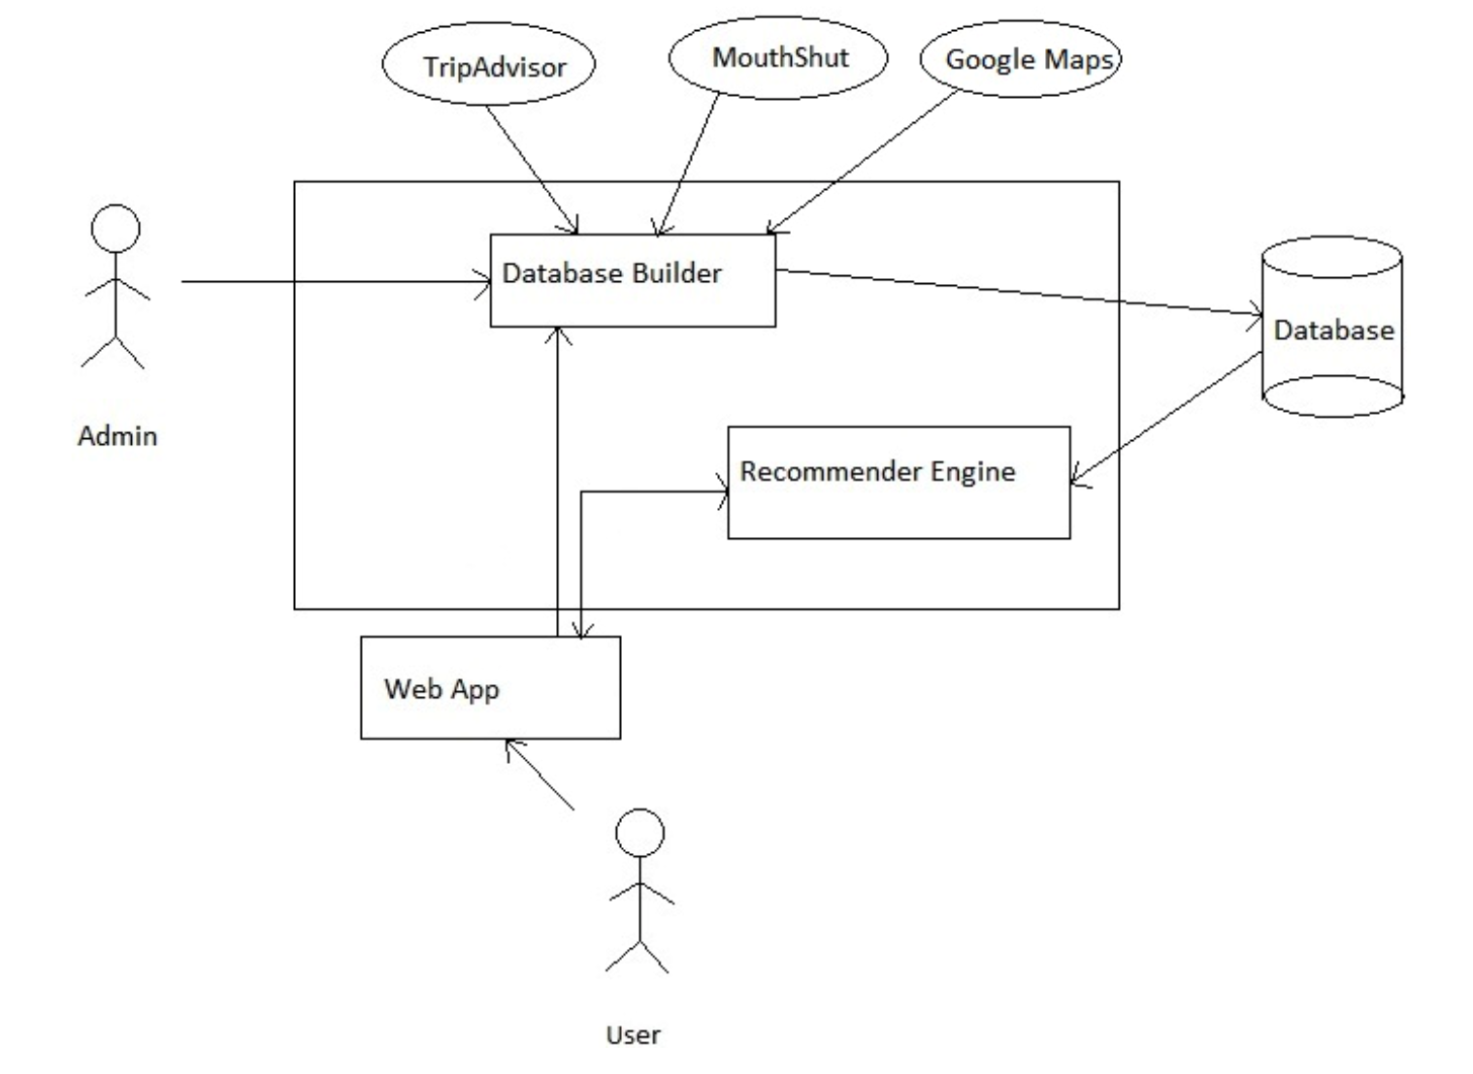 TripAdvisor
MouthShut
Google Maps
Database Builder
Database
Admin
Recommender Engine
Web App
User